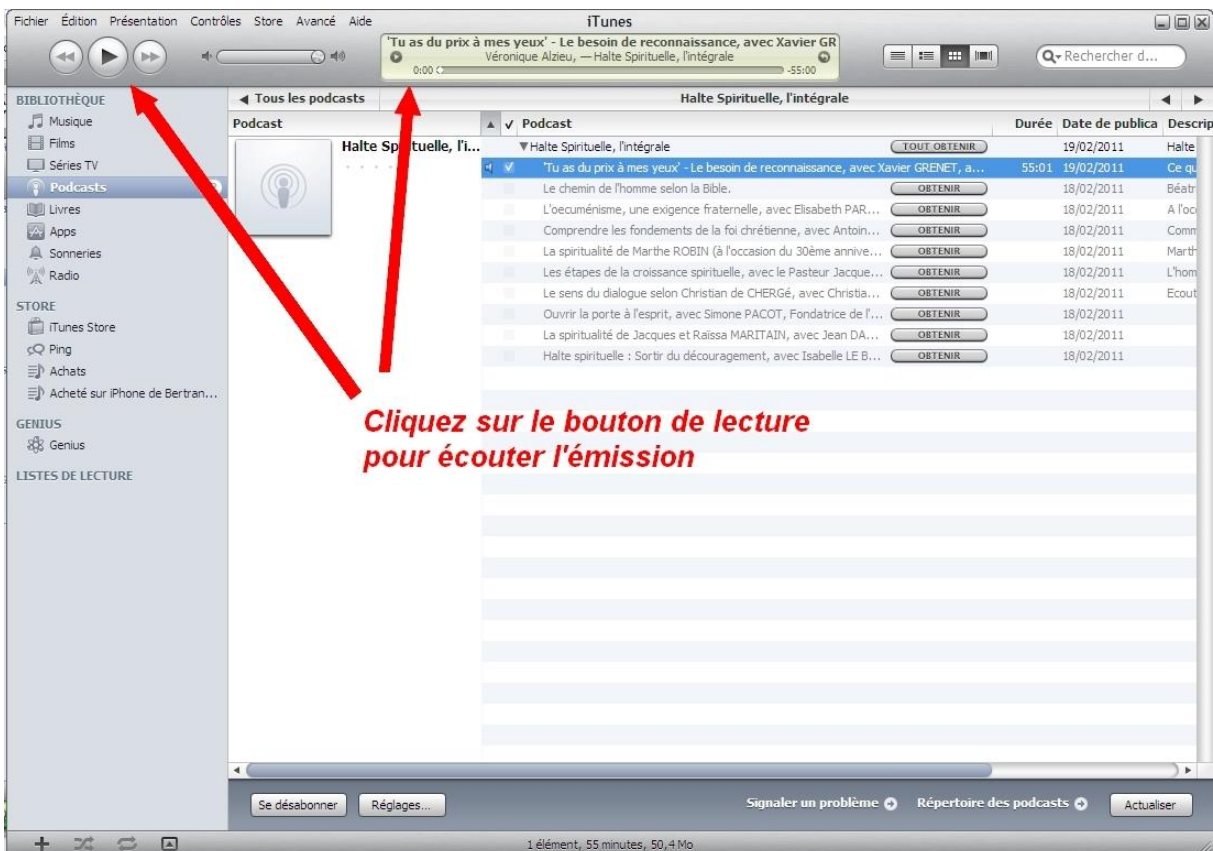 Fichier Édition Présentation Contrôles Store Avancé Aide
iTunes
'Tu as du prix à mes yeux' - Le besoin de reconnaissance, avec Xavier GR
Véronique Alzieu, — Halte Spirituelle, l'intégrale
0:00 -55:00
Rechercher d...
BIBLIOTHÈQUE
Musique
Films
Séries TV
Podcasts
Livres
Apps
Sonneries
Radio
STORE
iTunes Store
Ping
Achats
Acheté sur iPhone de Bertran...
GENIUS
Genius
LISTES DE LECTURE
Tous les podcasts Halte Spirituelle, l'intégrale
Podcast
Halte Spirituelle, l'i...
Podcast Durée Date de publica Descrip
Halte Spirituelle, l'intégrale TOUT OBTENIR 19/02/2011 Halte
'Tu as du prix à mes yeux' - Le besoin de reconnaissance, avec Xavier GRENET, a... 55:01 19/02/2011 Ce qu
Le chemin de l'homme selon la Bible. OBTENIR 18/02/2011 Béatr
L'oecuménisme, une exigence fraternelle, avec Elisabeth PAR... OBTENIR 18/02/2011 A l'oc
Comprendre les fondements de la foi chrétienne, avec Antoin... OBTENIR 18/02/2011 Comm
La spiritualité de Marthe ROBIN (à l'occasion du 30ème annive... OBTENIR 18/02/2011 Marth
Les étapes de la croissance spirituelle, avec le Pasteur Jacque... OBTENIR 18/02/2011 L'hom
Le sens du dialogue selon Christian de CHERGé, avec Christia... OBTENIR 18/02/2011 Ecout
Ouvrir la porte à l'esprit, avec Simone PACOT, Fondatrice de l'... OBTENIR 18/02/2011
La spiritualité de Jacques et Raïssa MARITAIN, avec Jean DA... OBTENIR 18/02/2011
Halte spirituelle : Sortir du découragement, avec Isabelle LE B... OBTENIR 18/02/2011
Cliquez sur le bouton de lecture
pour écouter l'émission
Se désabonner Réglages... Signaler un problème Répertoire des podcasts Actualiser
1 élément, 55 minutes, 50,4 Mo